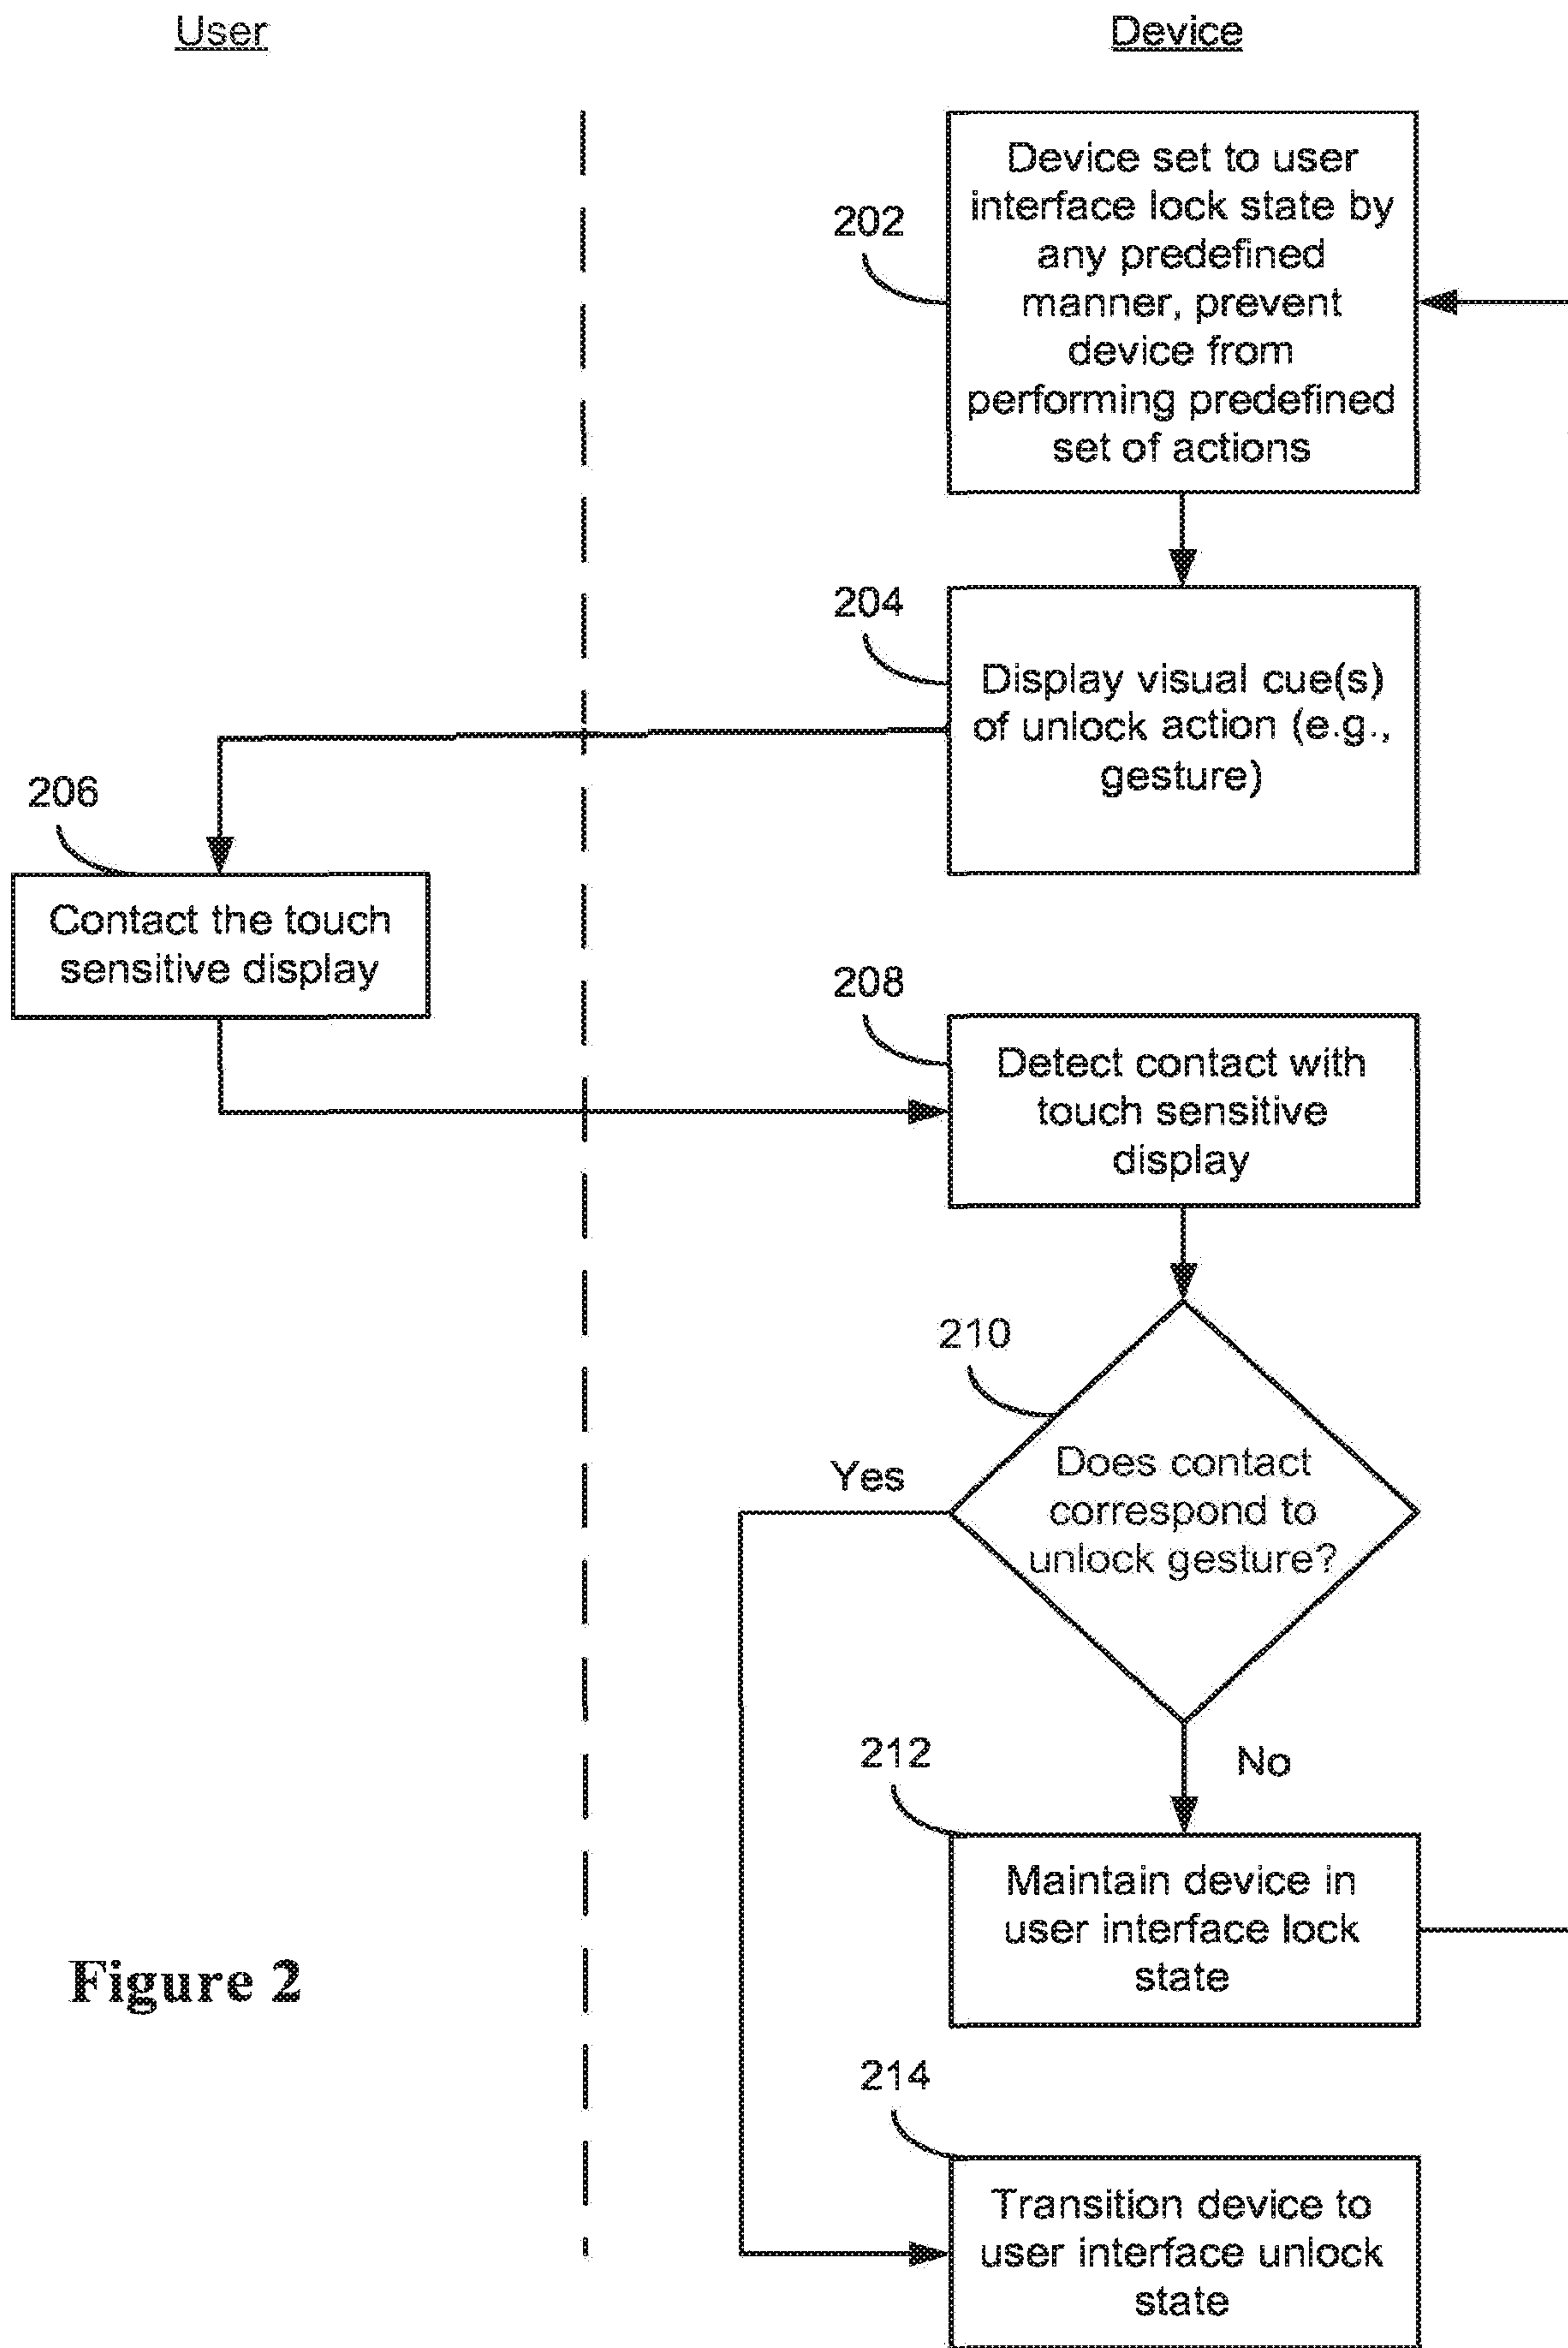 User
Device
202
Device set to user
interface lock state by
any predefined
manner, prevent
device from
performing predefined
set of actions
204
Display visual cue(s)
of unlock action (e.g.,
gesture)
206
Contact the touch
sensitive display
208
Detect contact with
touch sensitive
display
210
Does contact
correspond to
unlock gesture?
Yes
No
212
Maintain device in
user interface lock
state
214
Transition device to
user interface unlock
state
Figure 2